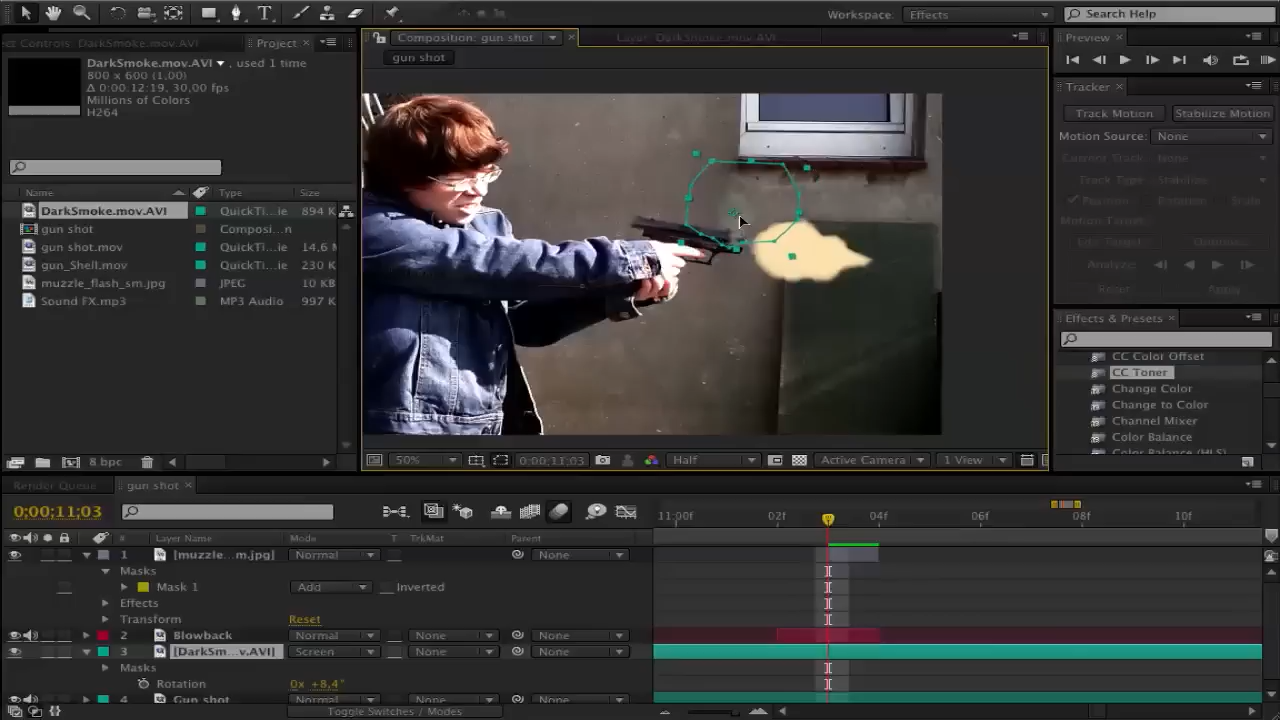 Workspace: Effects Search Help
ct Controls: DarkSmoke.mov.AVI Project
Composition: gun shot Layer: DarkSmoke.mov.AVI
Preview
gun shot
DarkSmoke.mov.AVI , used 1 time
800 x 600 (1,00)
Δ 0:00:12:19, 30,00 fps
Millions of Colors
H264
Tracker
Track Motion Stabilize Motion
Motion Source: None
Current Track: None
Track Type: Stabilize
Position Rotation Scale
Motion Target:
Edit Target... Options...
Analyze:
Reset Apply
Name Type Size
DarkSmoke.mov.AVI QuickTi...ie 894 K
gun shot Compos...
gun shot.mov QuickTi...ie 14,6 M
gun_Shell.mov QuickTi...ie 230 K
muzzle_flash_sm.jpg JPEG 10 KB
Sound FX.mp3 MP3 Audio 997 K
Effects & Presets
CC Color Offset
CC Toner
Change Color
Change to Color
Channel Mixer
Color Balance
Color Balance (HLS)
8 bpc
50% 0;00;11;03 Half Active Camera 1 View
Render Queue gun shot
0;00;11;03
11:00f 02f 04f 06f 08f 10f
# Layer Name Mode T TrkMat Parent
1 [muzzle...m.jpg] Normal None
Masks
Mask 1 Add Inverted
Effects
Transform Reset
2 Blowback Normal None None
3 [DarkSm...v.AVI] Screen None None
Masks
Rotation 0x +8,4°
4 Gun shot Normal None None
Toggle Switches / Modes